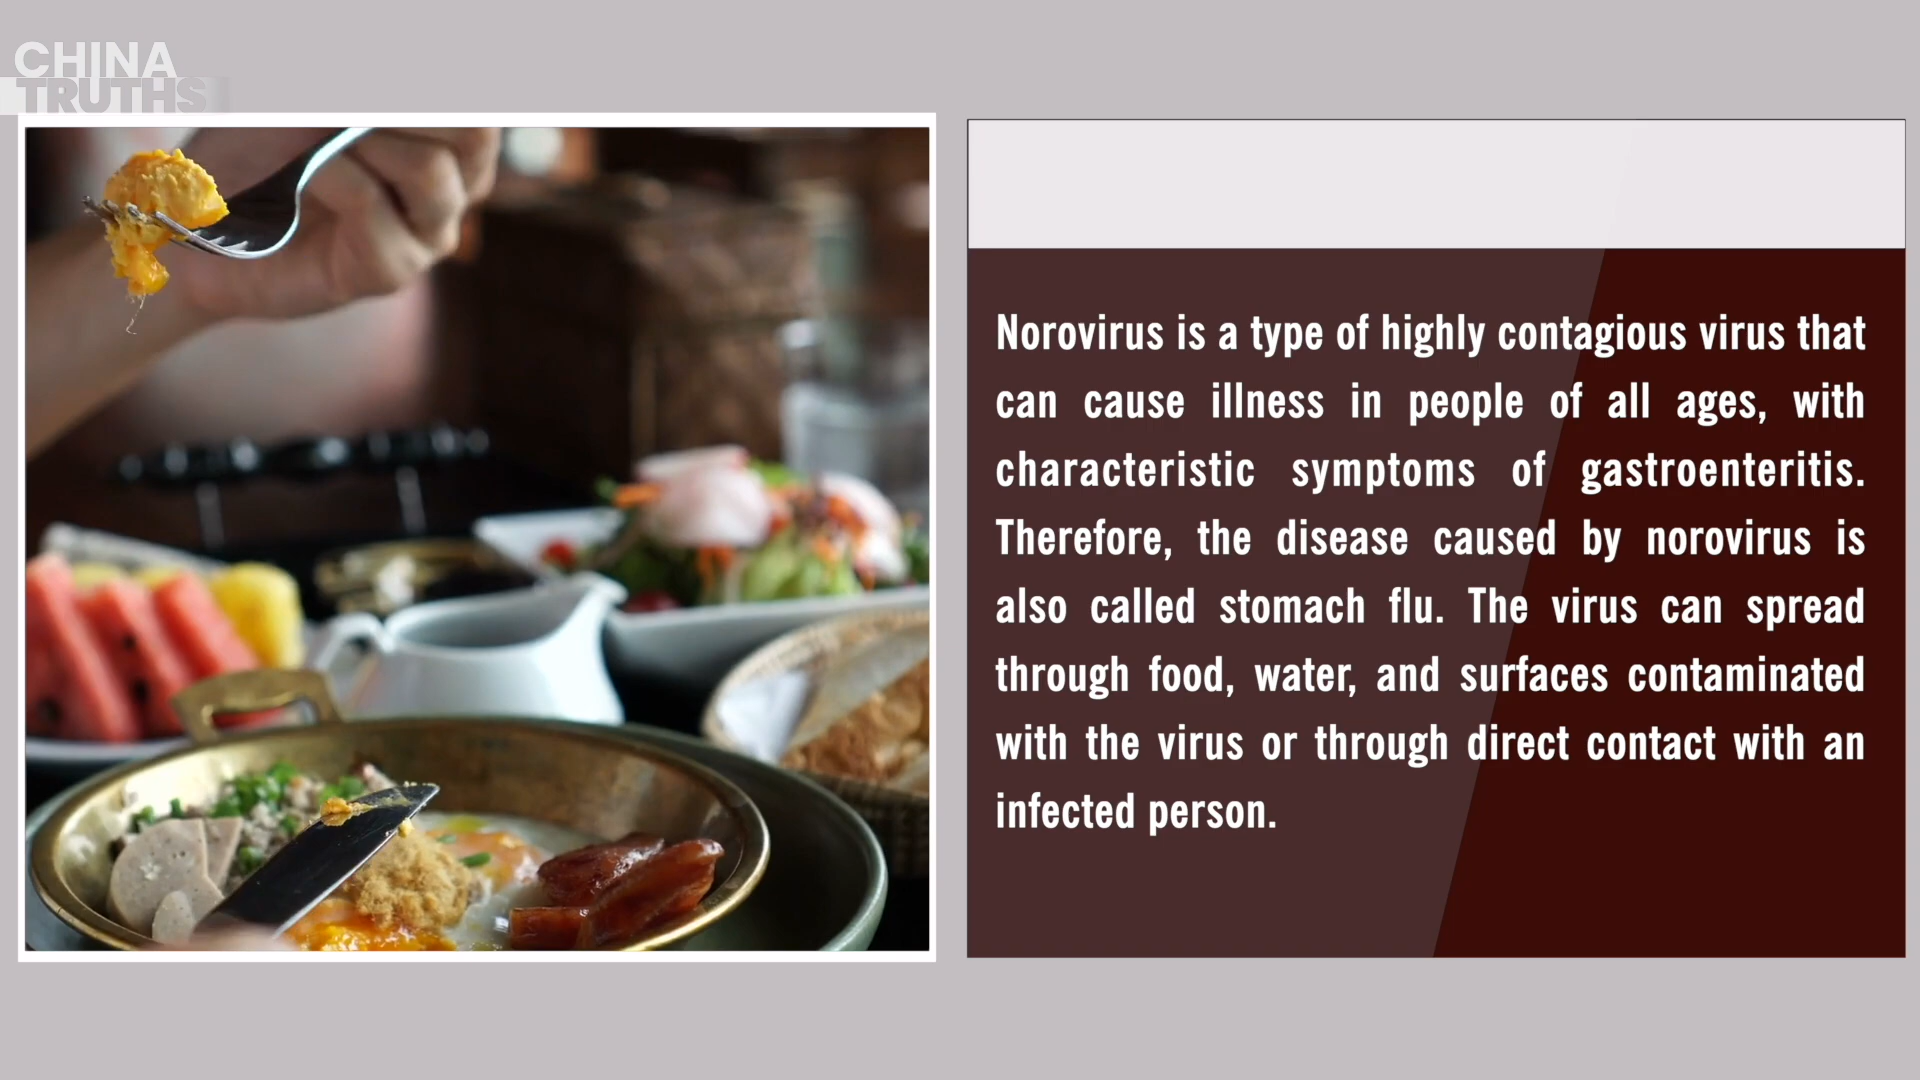 CHINA
TRUTHS
Norovirus is a type of highly contagious virus that
can cause illness in people of all ages, with
characteristic symptoms of gastroenteritis.
Therefore, the disease caused by norovirus is
also called stomach flu. The virus can spread
through food, water, and surfaces contaminated
with the virus or through direct contact with an
infected person.